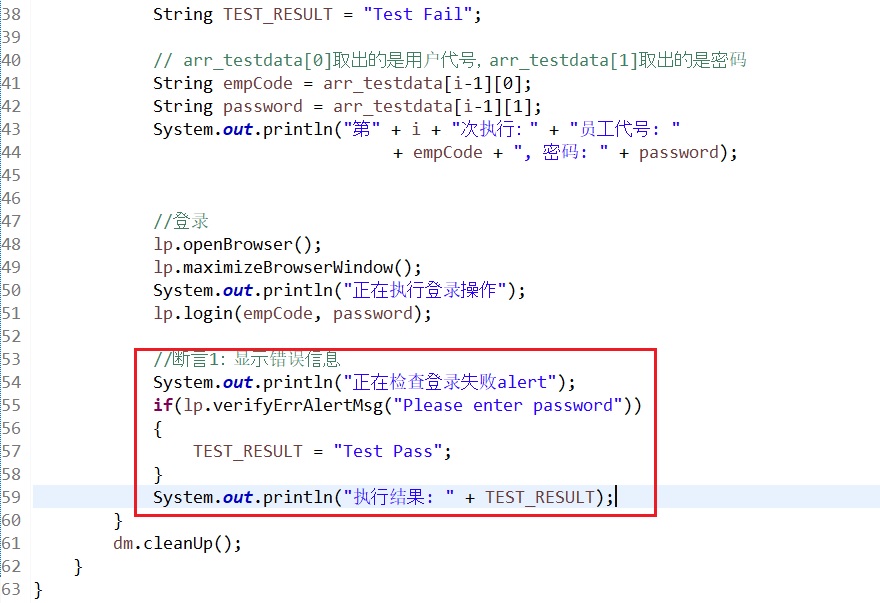 38 String TEST_RESULT = "Test Fail";
39
40 // arr_testdata[0]取出的是用户代号, arr_testdata[1]取出的是密码
41 String empCode = arr_testdata[i-1][0];
42 String password = arr_testdata[i-1][1];
43 System.out.println("第" + i + "次执行: " + "员工代号: "
44 + empCode + ", 密码: " + password);
45
46
47 //登录
48 lp.openBrowser();
49 lp.maximizeBrowserWindow();
50 System.out.println("正在执行登录操作");
51 lp.login(empCode, password);
52
53 //断言1: 显示错误信息
54 System.out.println("正在检查登录失败alert");
55 if(lp.verifyErrAlertMsg("Please enter password"))
56 {
57 TEST_RESULT = "Test Pass";
58 }
59 System.out.println("执行结果: " + TEST_RESULT);
60 }
61 dm.cleanUp();
62 }
63 }